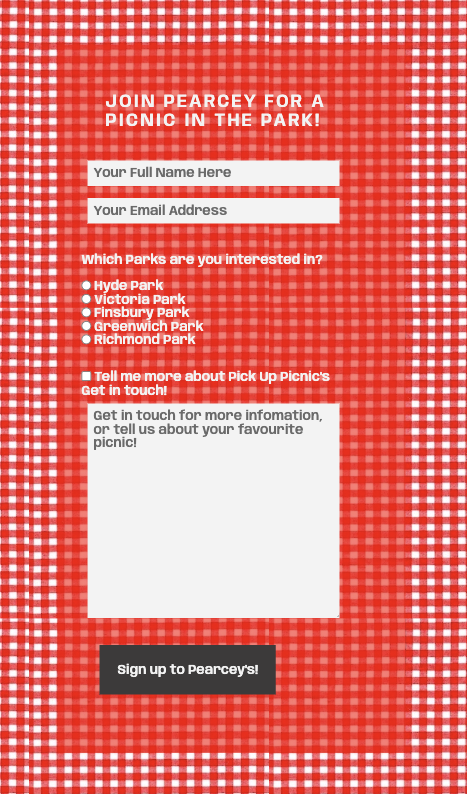 JOIN PEARCEY FOR A
PICNIC IN THE PARK!
Your Full Name Here
Your Email Address
Which Parks are you interested in?
Hyde Park
Victoria Park
Finsbury Park
Greenwich Park
Richmond Park
Tell me more about Pick Up Picnic's
Get in touch!
Get in touch for more infomation,
or tell us about your favourite
picnic!
Sign up to Pearcey's!